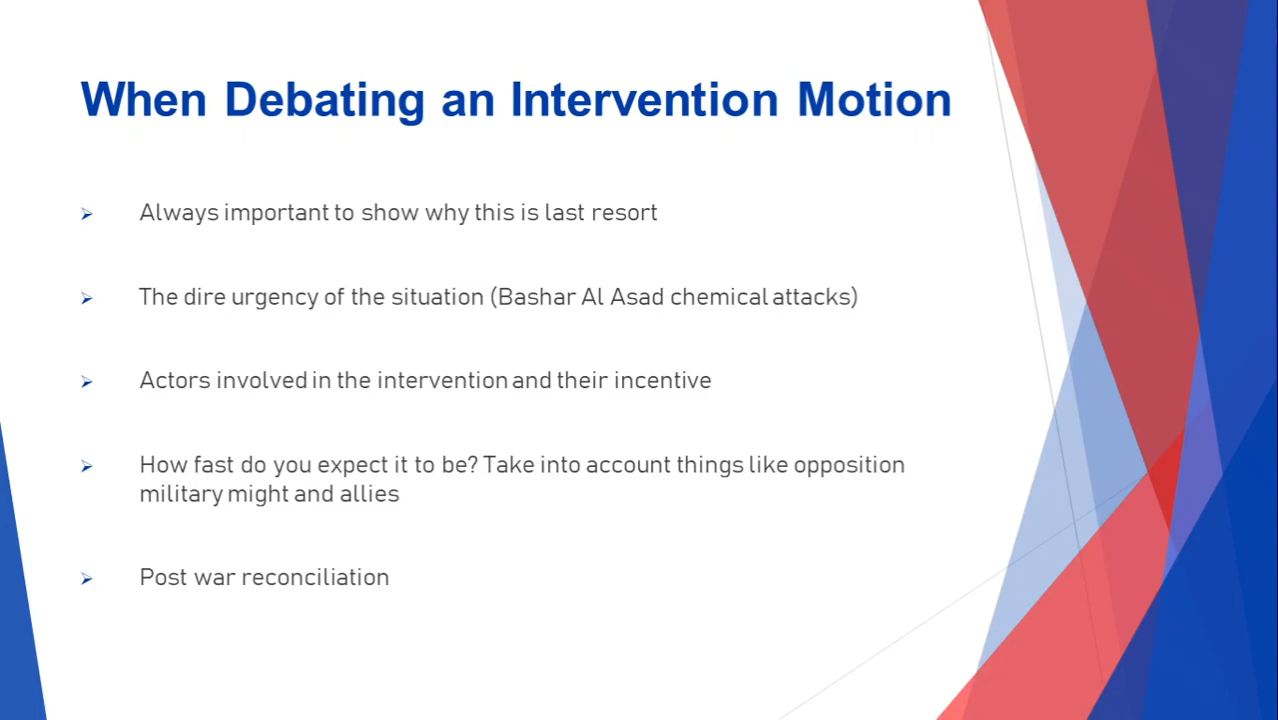 When Debating an Intervention Motion
Always important to show why this is last resort
The dire urgency of the situation (Bashar Al Asad chemical attacks)
Actors involved in the intervention and their incentive
How fast do you expect it to be? Take into account things like opposition
military might and allies
Post war reconciliation